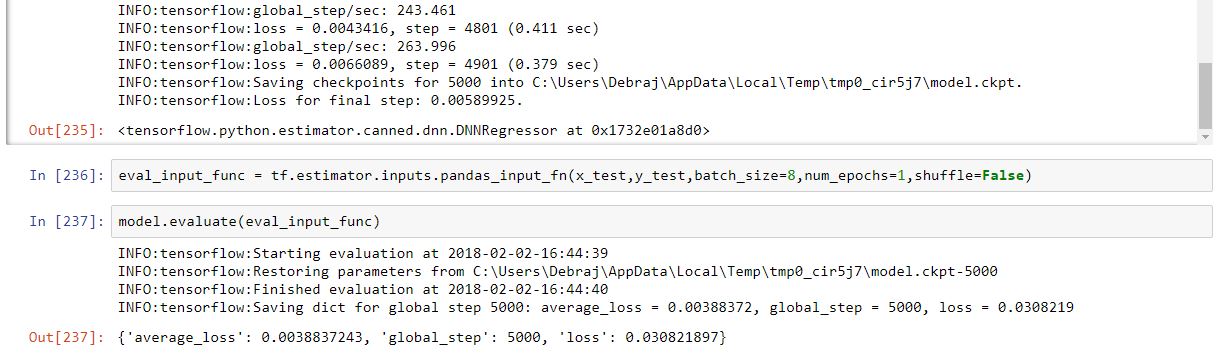 INFO:tensorflow:global_step/sec: 243.461
INFO:tensorflow:loss = 0.0043416, step = 4801 (0.411 sec)
INFO:tensorflow:global_step/sec: 263.996
INFO:tensorflow:loss = 0.0066089, step = 4901 (0.379 sec)
INFO:tensorflow:Saving checkpoints for 5000 into C:\Users\Debraj\AppData\Local\Temp\tmp0_cir5j7\model.ckpt.
INFO:tensorflow:Loss for final step: 0.00589925.
Out[235]: <tensorflow.python.estimator.canned.dnn.DNNRegressor at 0x1732e01a8d0>
In [236]: eval_input_func = tf.estimator.inputs.pandas_input_fn(x_test,y_test,batch_size=8,num_epochs=1,shuffle=False)
In [237]: model.evaluate(eval_input_func)
INFO:tensorflow:Starting evaluation at 2018-02-02-16:44:39
INFO:tensorflow:Restoring parameters from C:\Users\Debraj\AppData\Local\Temp\tmp0_cir5j7\model.ckpt-5000
INFO:tensorflow:Finished evaluation at 2018-02-02-16:44:40
INFO:tensorflow:Saving dict for global step 5000: average_loss = 0.00388372, global_step = 5000, loss = 0.0308219
Out[237]: {'average_loss': 0.0038837243, 'global_step': 5000, 'loss': 0.030821897}